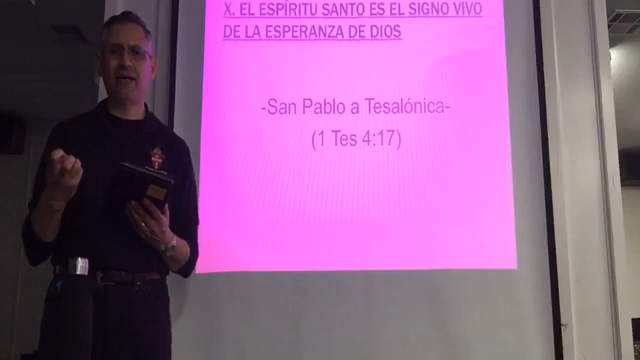 X. EL ESPÍRITU SANTO ES EL SIGNO VIVO
DE LA ESPERANZA DE DIOS
-San Pablo a Tesalónica-
(1 Tes 4:17)